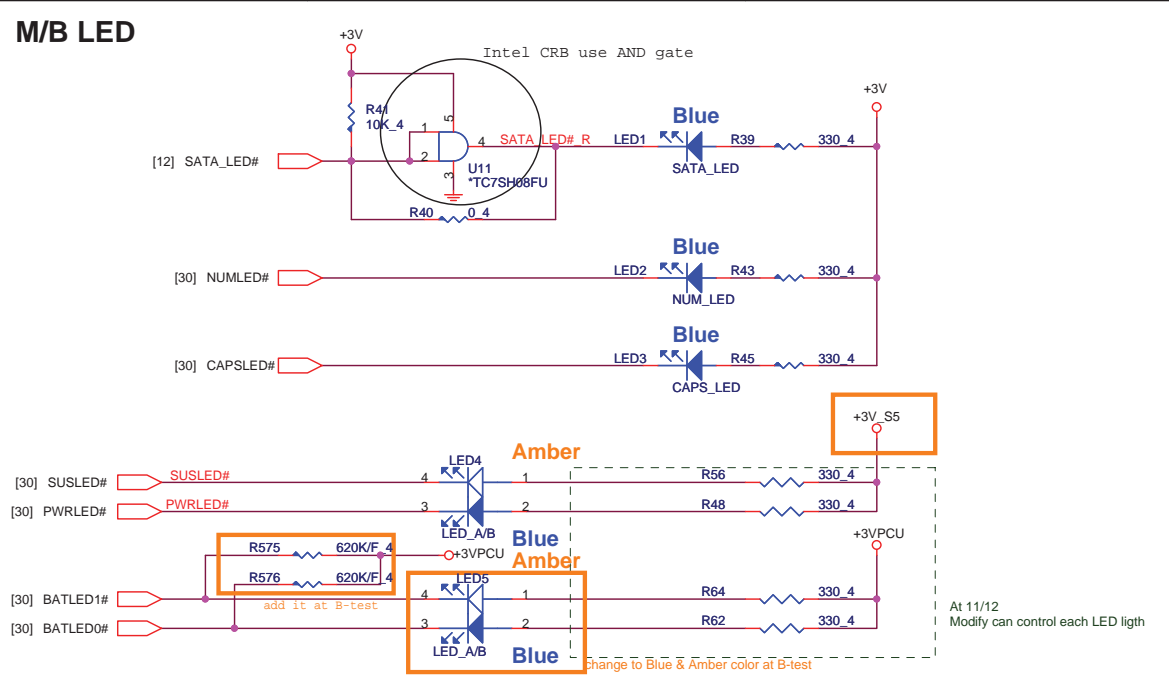 M/B LED
+3V
Intel CRB use AND gate
+3V
R41
10K_4
5
1
4
2
3
SATA_LED#_R
U11
*TC7SH08FU
[12] SATA_LED#
R40 0_4
Blue
LED1 R39 330_4
SATA_LED
Blue
[30] NUMLED# LED2 R43 330_4
NUM_LED
Blue
[30] CAPSLED# LED3 R45 330_4
CAPS_LED
+3V_S5
Amber
LED4
[30] SUSLED# SUSLED# 4 1 R56 330_4
[30] PWRLED# PWRLED# 3 2 R48 330_4
LED_A/B
Blue
+3VPCU
R575 620K/F_4 +3VPCU
Amber
R576 620K/F_4
LED5
add it at B-test
[30] BATLED1# 4 1 R64 330_4
[30] BATLED0# 3 2 R62 330_4
LED_A/B
Blue
change to Blue & Amber color at B-test
At 11/12
Modify can control each LED ligth